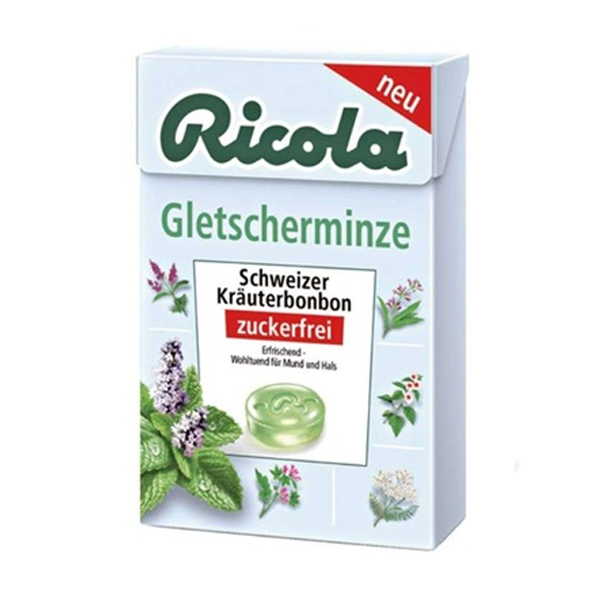 neu
Ricola
Gletscherminze
Schweizer
Kräuterbonbon
zuckerfrei
Erfrischend -
Wohltuend für Mund und Hals